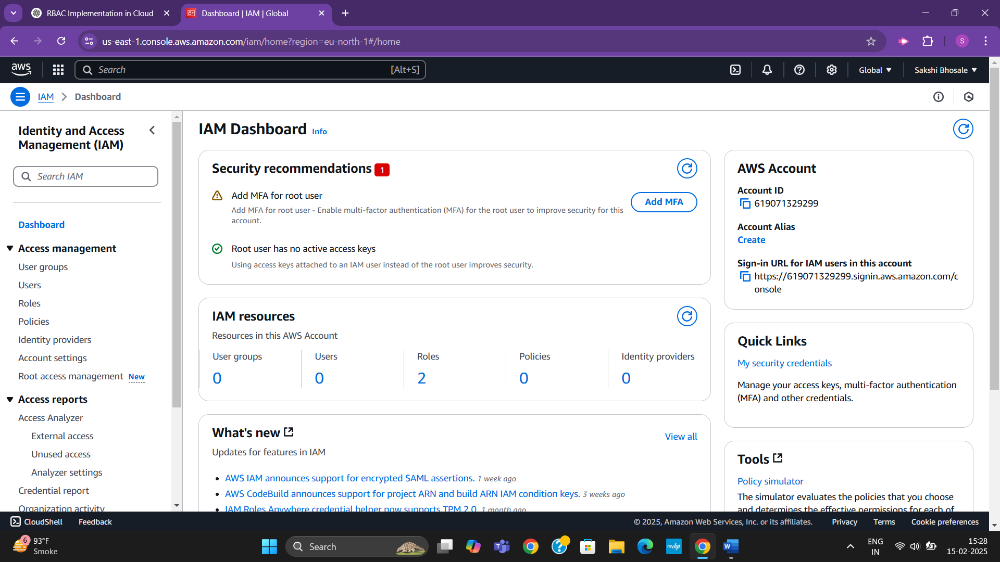 RBAC Implementation in Cloud
Dashboard | IAM | Global
us-east-1.console.aws.amazon.com/iam/home?region=eu-north-1#/home
S
aws
Search
[Alt+S]
Global
Sakshi Bhosale
IAM
Dashboard
Identity and Access
Management (IAM)
Search IAM
Dashboard
Access management
User groups
Users
Roles
Policies
Identity providers
Account settings
Root access management New
Access reports
Access Analyzer
External access
Unused access
Analyzer settings
Credential report
Organization activity
IAM Dashboard Info
Security recommendations 1
Add MFA for root user
Add MFA for root user - Enable multi-factor authentication (MFA) for the root user to improve security for this
account.
Add MFA
Root user has no active access keys
Using access keys attached to an IAM user instead of the root user improves security.
IAM resources
Resources in this AWS Account
User groups
0
Users
0
Roles
2
Policies
0
Identity providers
0
What's new
View all
Updates for features in IAM
AWS IAM announces support for encrypted SAML assertions. 1 week ago
AWS CodeBuild announces support for project ARN and build ARN IAM condition keys. 3 weeks ago
IAM Roles Anywhere credential helper now supports TPM 2.0. 1 month ago
AWS Account
Account ID
619071329299
Account Alias
Create
Sign-in URL for IAM users in this account
https://619071329299.signin.aws.amazon.com/c
onsole
Quick Links
My security credentials
Manage your access keys, multi-factor authentication
(MFA) and other credentials.
Tools
Policy simulator
The simulator evaluates the policies that you choose
and determines the effective permissions for each of
CloudShell
Feedback
© 2025, Amazon Web Services, Inc. or its affiliates.
Privacy
Terms
Cookie preferences
6
93°F
Smoke
Search
myhp
ENG
IN
15:28
15-02-2025